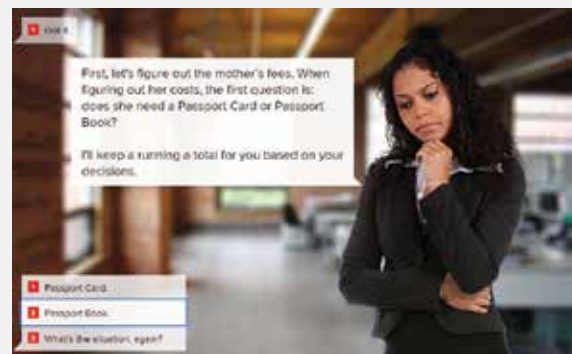 First, let's figure out the mother's fees. When
figuring out her costs, the first question is:
does she need a Passport Card or Passport
Book?
I'll keep a running a total for you based on your
decisions.
Passport Card.
Passport Book.
What's the situation, again?